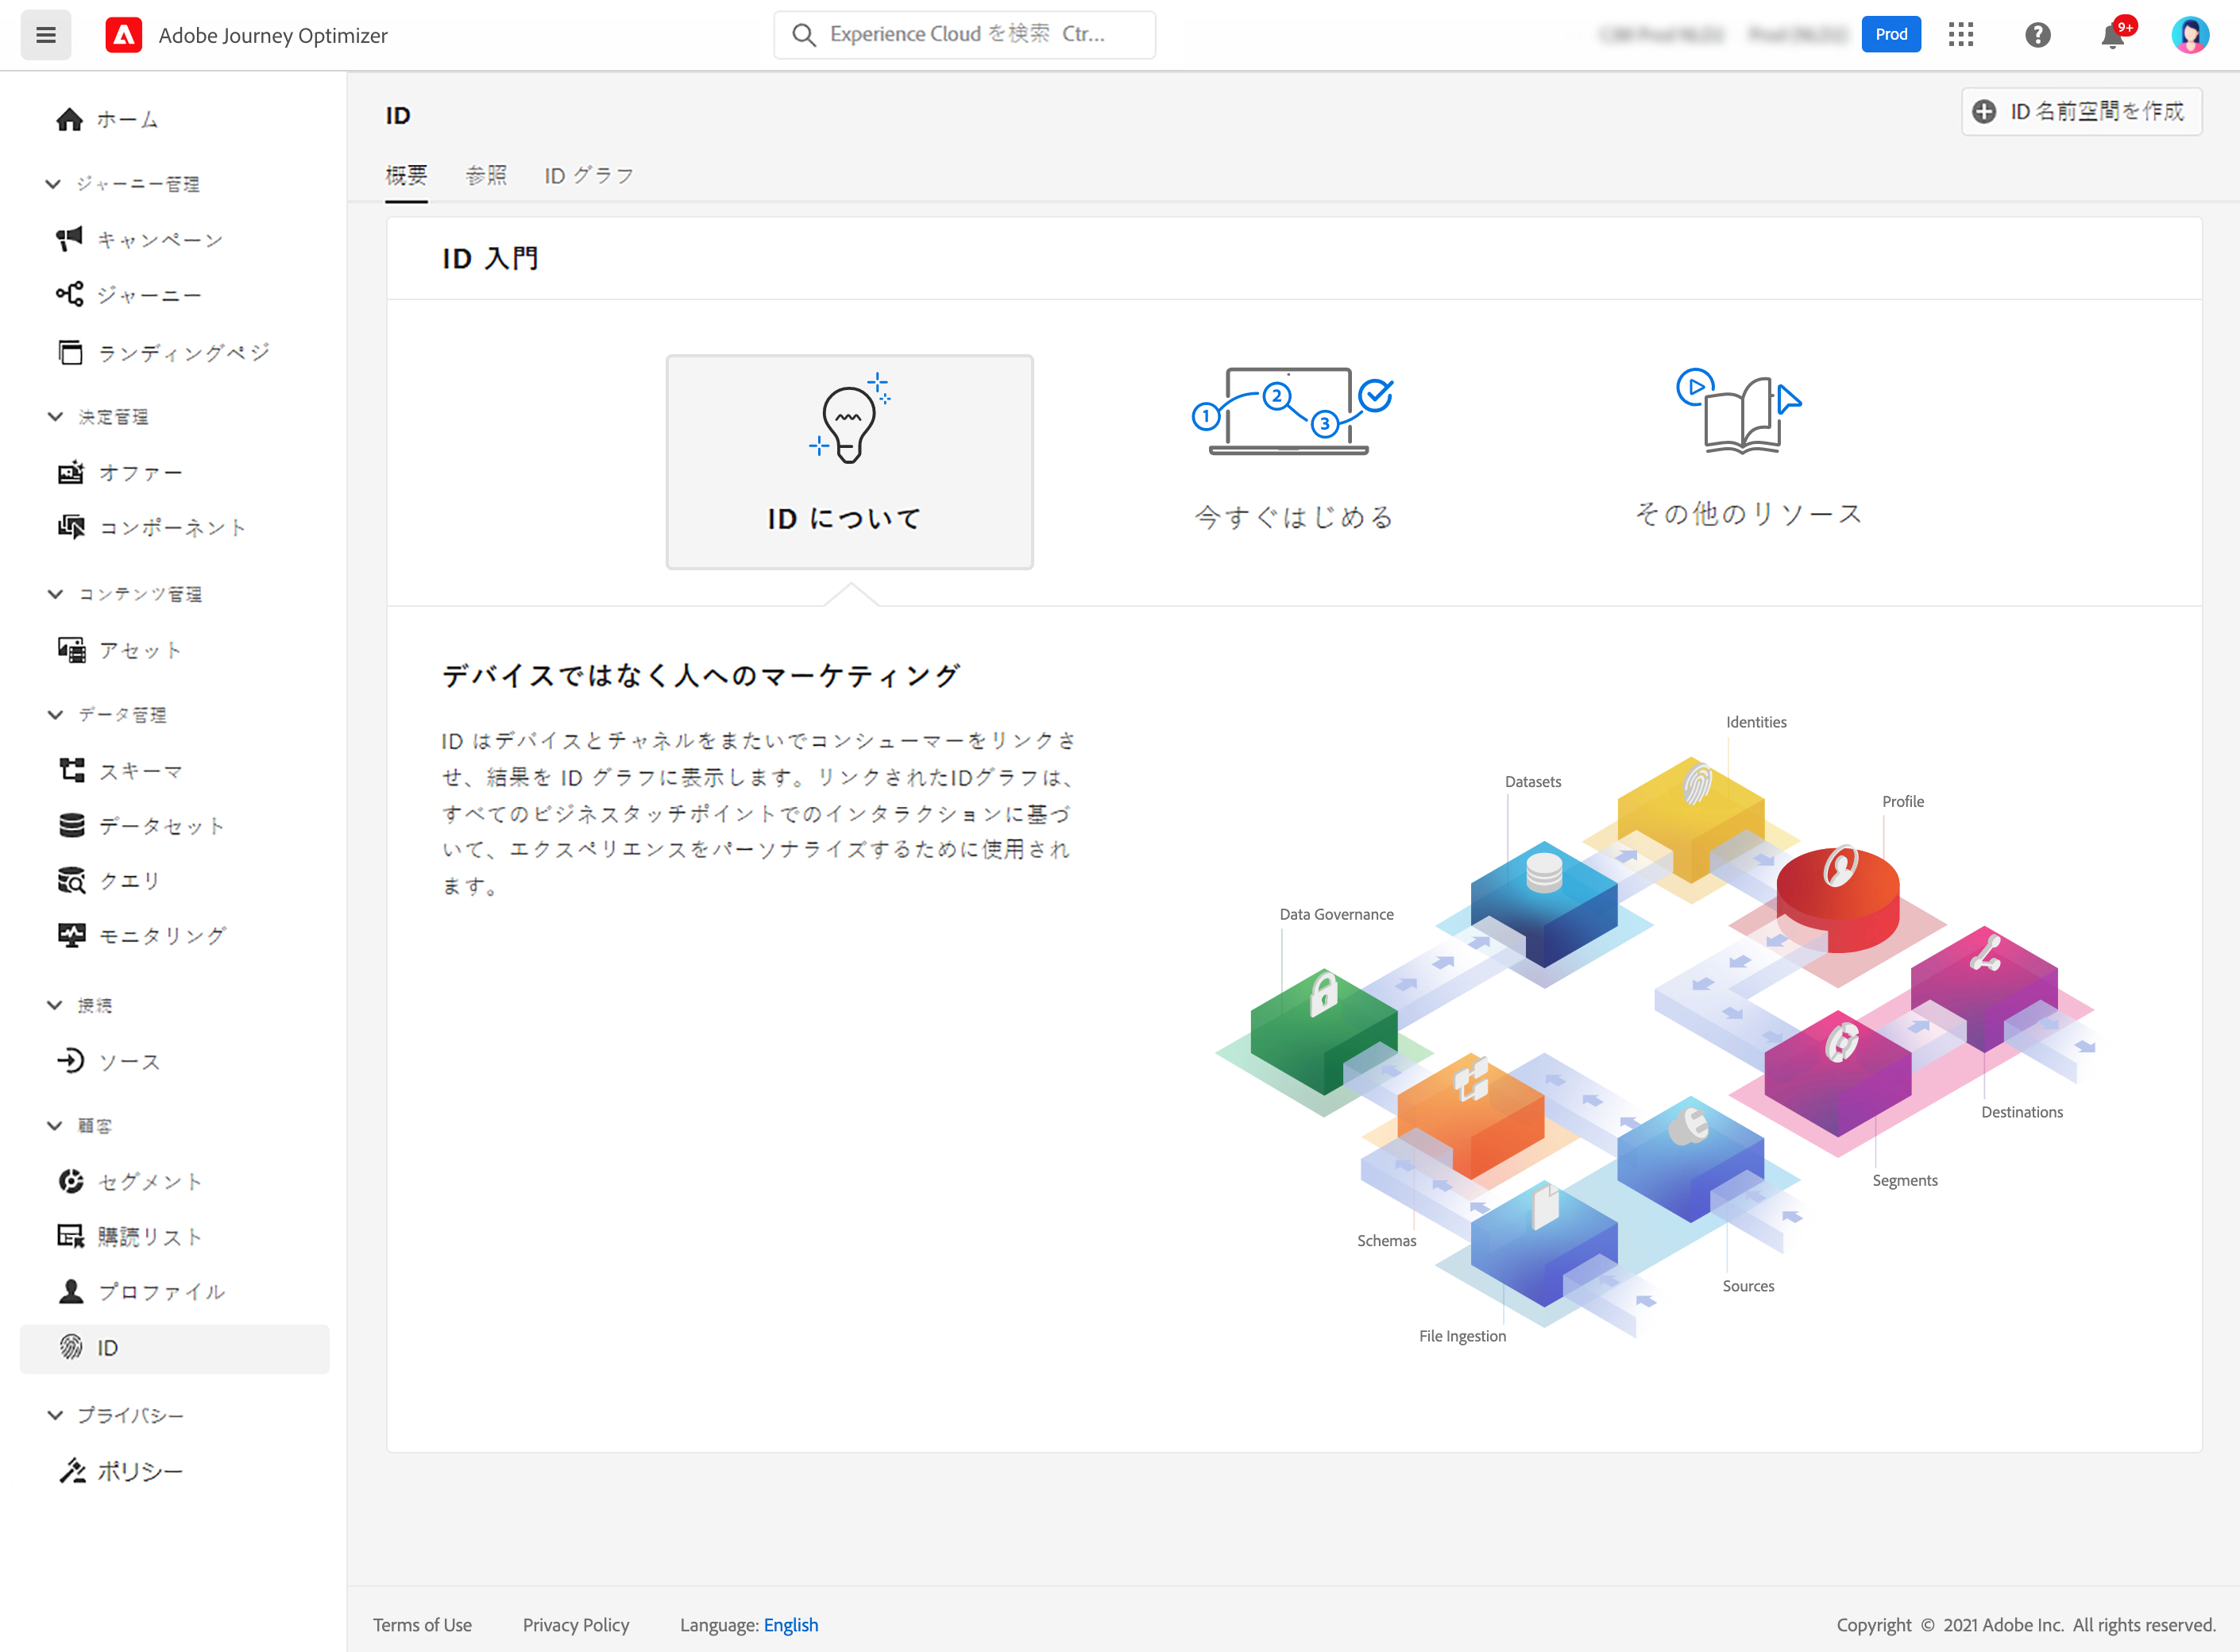 Adobe Journey Optimizer
Experience Cloud を検索 Ctr...
Prod
9+
ホーム
ジャーニー管理
キャンペーン
ジャーニー
ランディングページ
決定管理
オファー
コンポーネント
コンテンツ管理
アセット
データ管理
スキーマ
データセット
クエリ
モニタリング
接続
ソース
顧客
セグメント
購読リスト
プロファイル
ID
プライバシー
ポリシー
ID
ID 名前空間を作成
概要 参照 ID グラフ
ID 入門
1 2 3
ID について
今すぐはじめる
その他のリソース
デバイスではなく人へのマーケティング
ID はデバイスとチャネルをまたいでコンシューマーをリンクさ
せ、結果を ID グラフに表示します。リンクされたIDグラフは、
すべてのビジネスタッチポイントでのインタラクションに基づ
いて、エクスペリエンスをパーソナライズするために使用され
ます。
Identities
Datasets
Profile
Data Governance
Destinations
Segments
Schemas
Sources
File Ingestion
Terms of Use Privacy Policy Language: English
Copyright © 2021 Adobe Inc. All rights reserved.